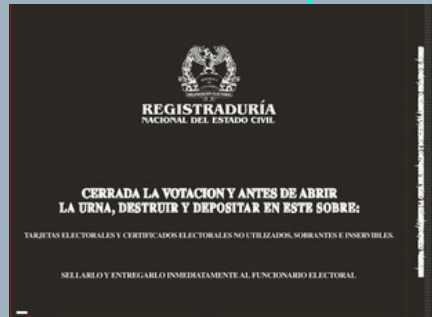 REGISTRADURÍA
NACIONAL DEL ESTADO CIVIL
CERRADA LA VOTACION Y ANTES DE ABRIR
LA URNA, DESTRUIR Y DEPOSITAR EN ESTE SOBRE:
TARJETAS ELECTORALES Y CERTIFICADOS ELECTORALES NO UTILIZADOS, SOBRANTES E INSERVIBLES.
SELLARLO Y ENTREGARLO INMEDIATAMENTE AL FUNCIONARIO ELECTORAL